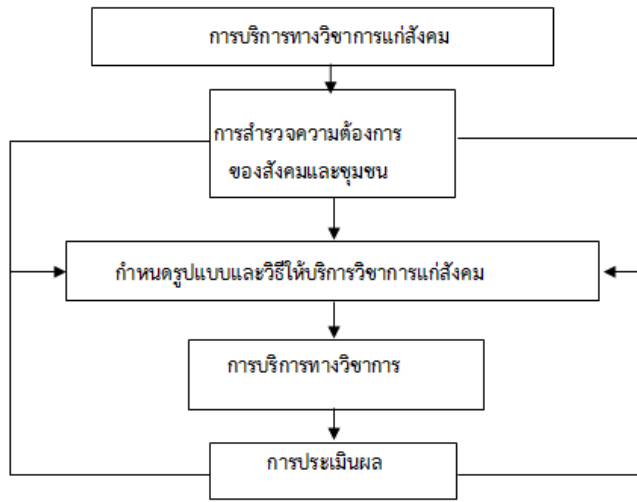 การบริการทางวิชาการแก่สังคม
การสำรวจความต้องการ
ของสังคมและชุมชน
กำหนดรูปแบบและวิธีให้บริการวิชาการแก่สังคม
การบริการทางวิชาการ
การประเมินผล